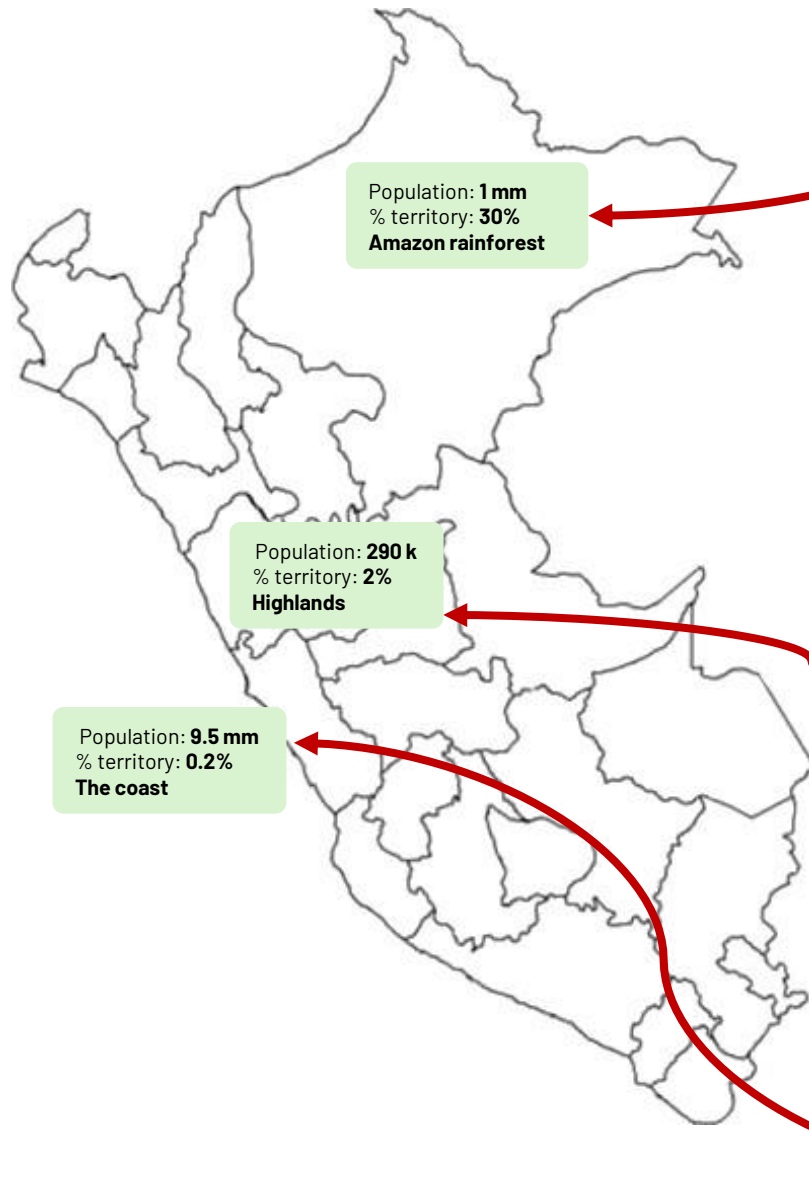 Population: 1 mm
% territory: 30%
Amazon rainforest
Population: 290 k
% territory: 2%
Highlands
Population: 9.5 mm
% territory: 0.2%
The coast